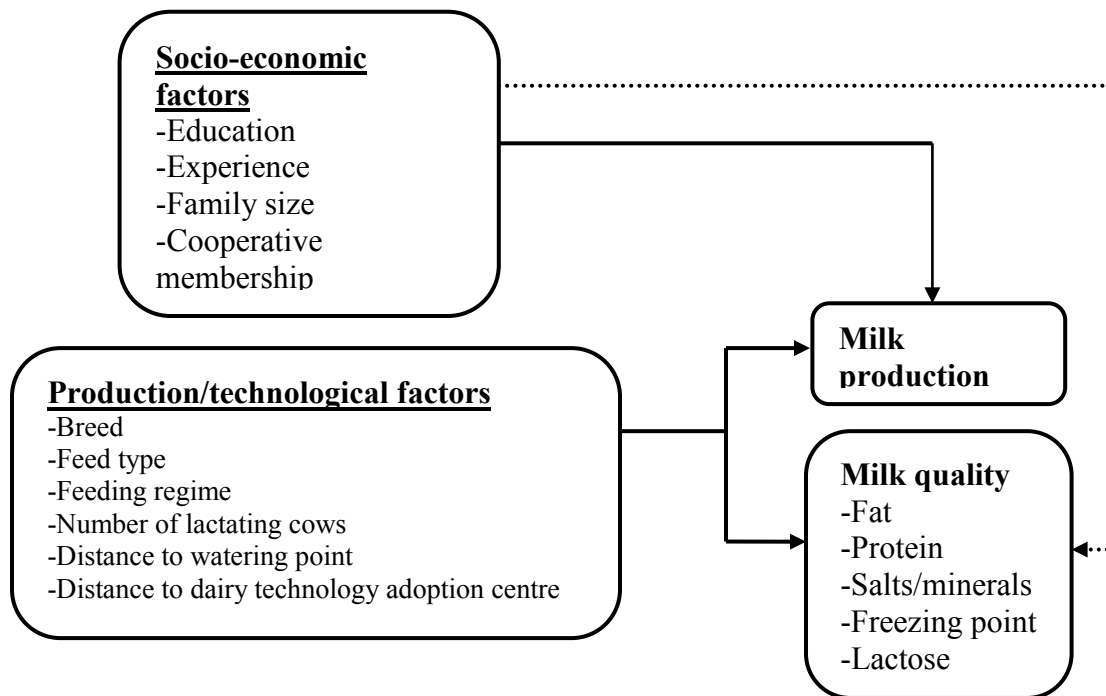 Socio-economic
factors
-Education
-Experience
-Family size
-Cooperative
membership
Milk
production
Production/technological factors
-Breed
-Feed type
-Feeding regime
-Number of lactating cows
-Distance to watering point
-Distance to dairy technology adoption centre
Milk quality
-Fat
-Protein
-Salts/minerals
-Freezing point
-Lactose